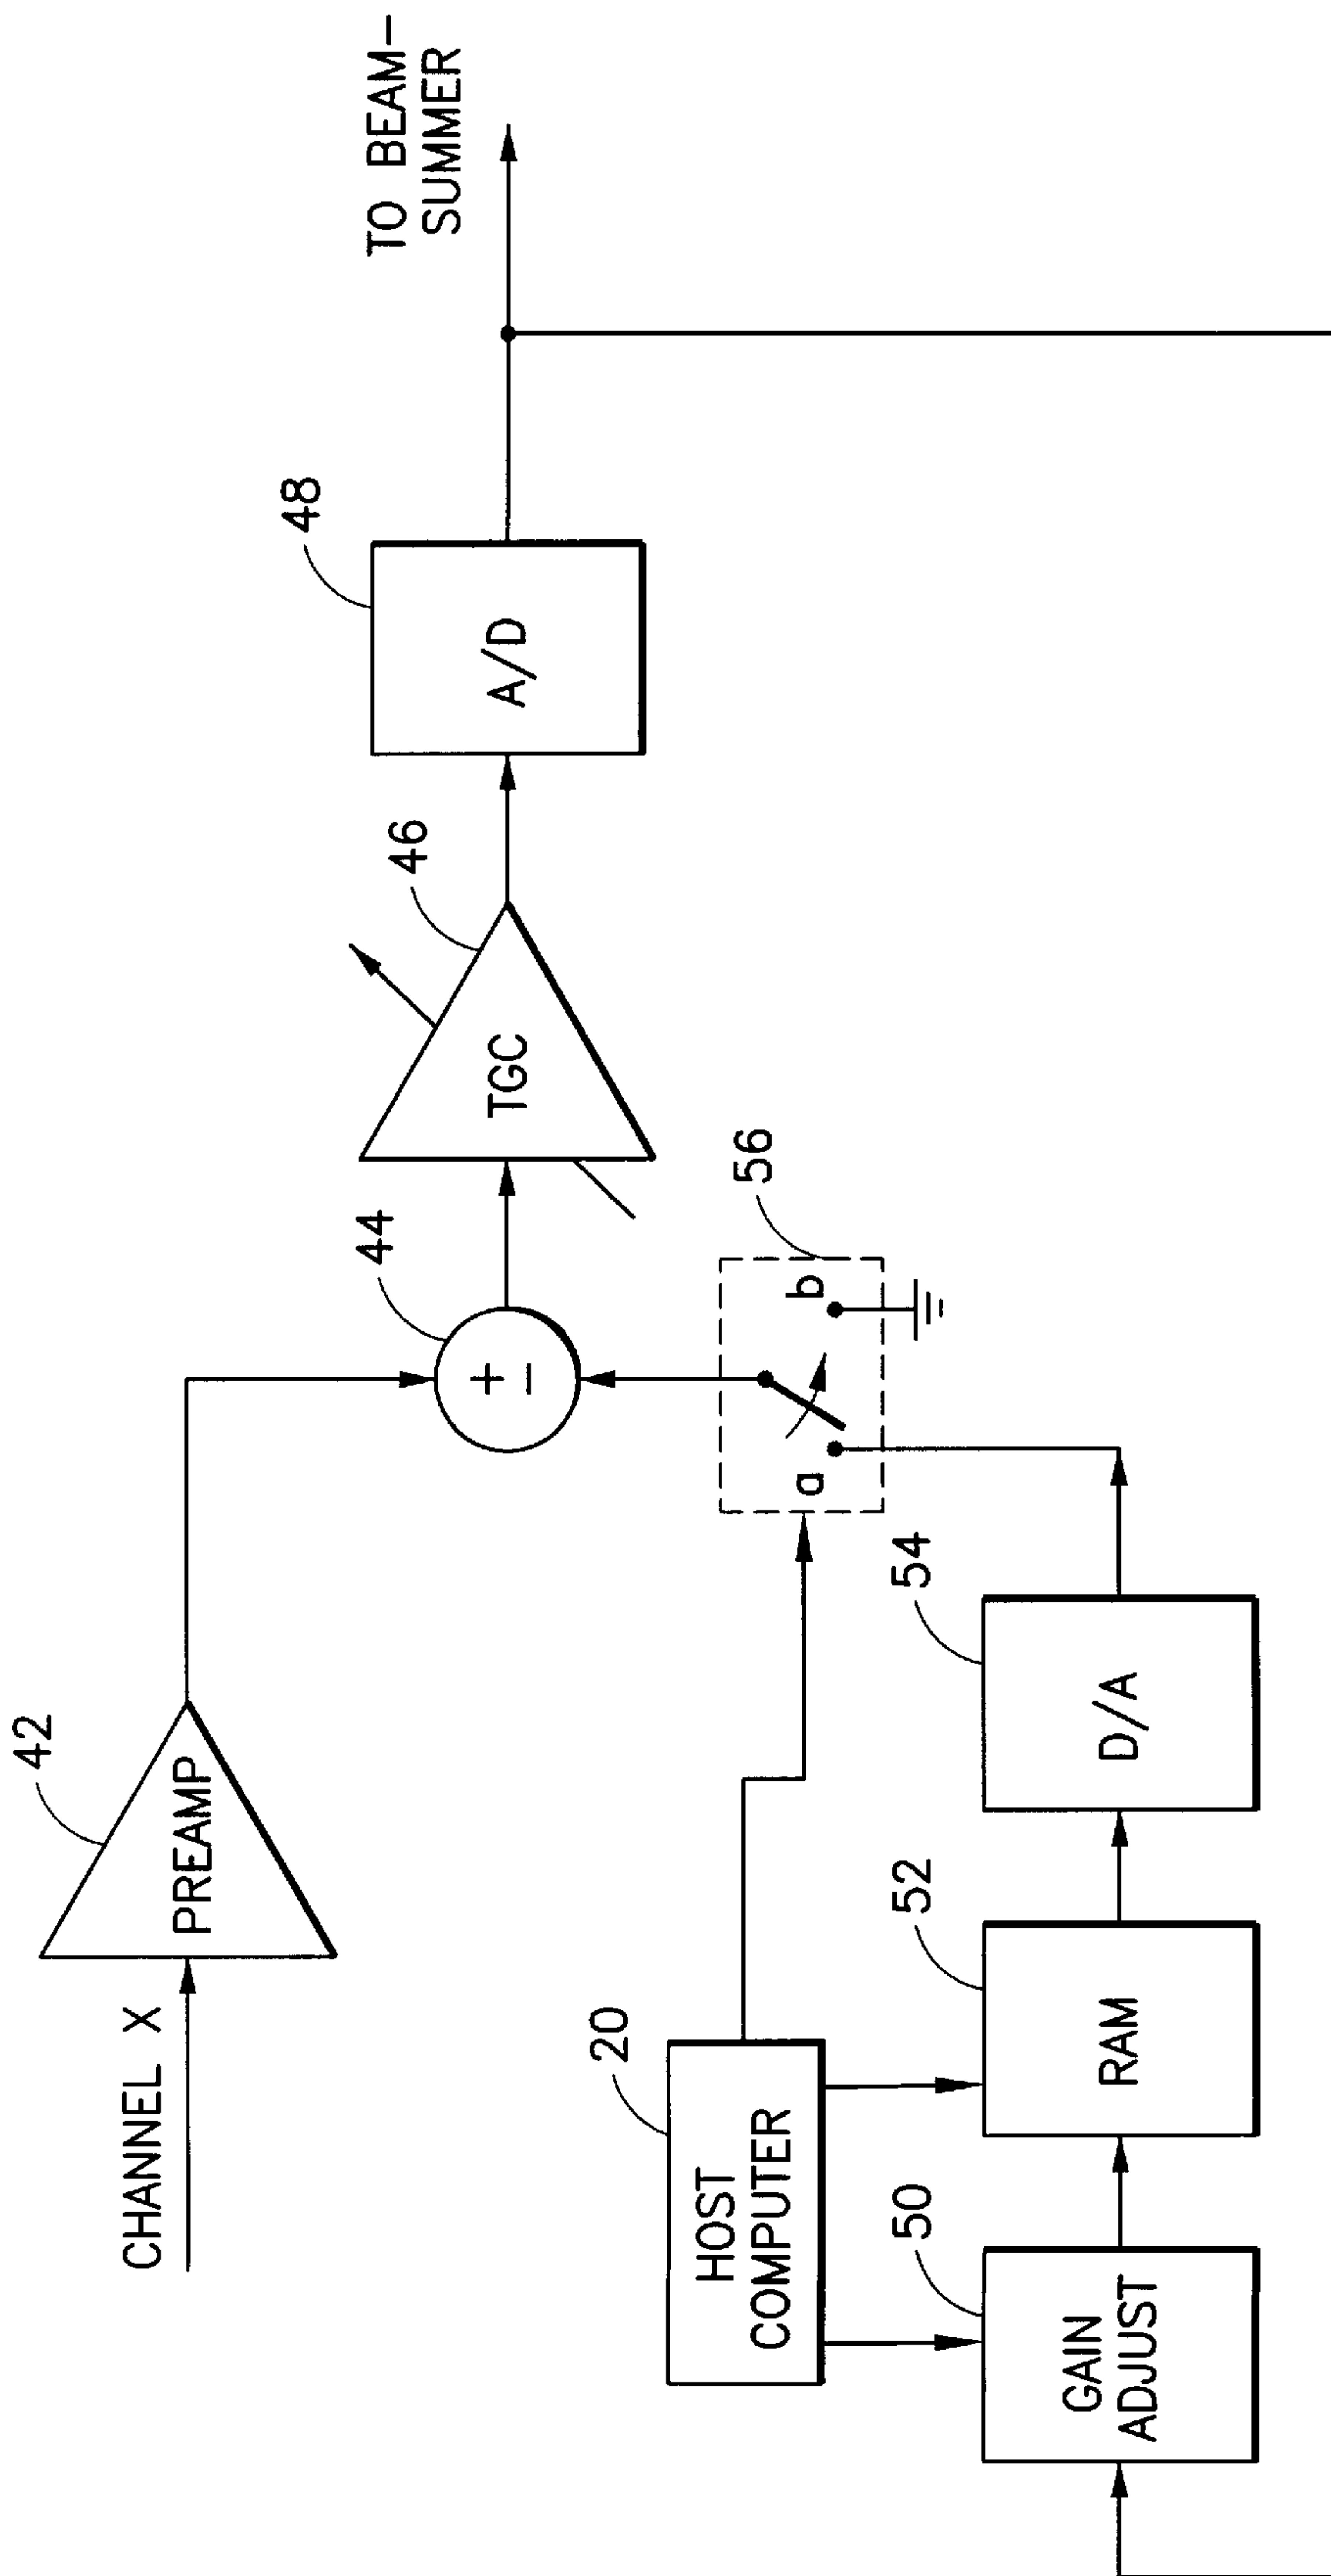 CHANNEL X
42
PREAMP
44
+
−
46
TGC
48
A/D
TO BEAM-
SUMMER
20
HOST
COMPUTER
56
a
b
50
GAIN
ADJUST
52
RAM
54
D/A